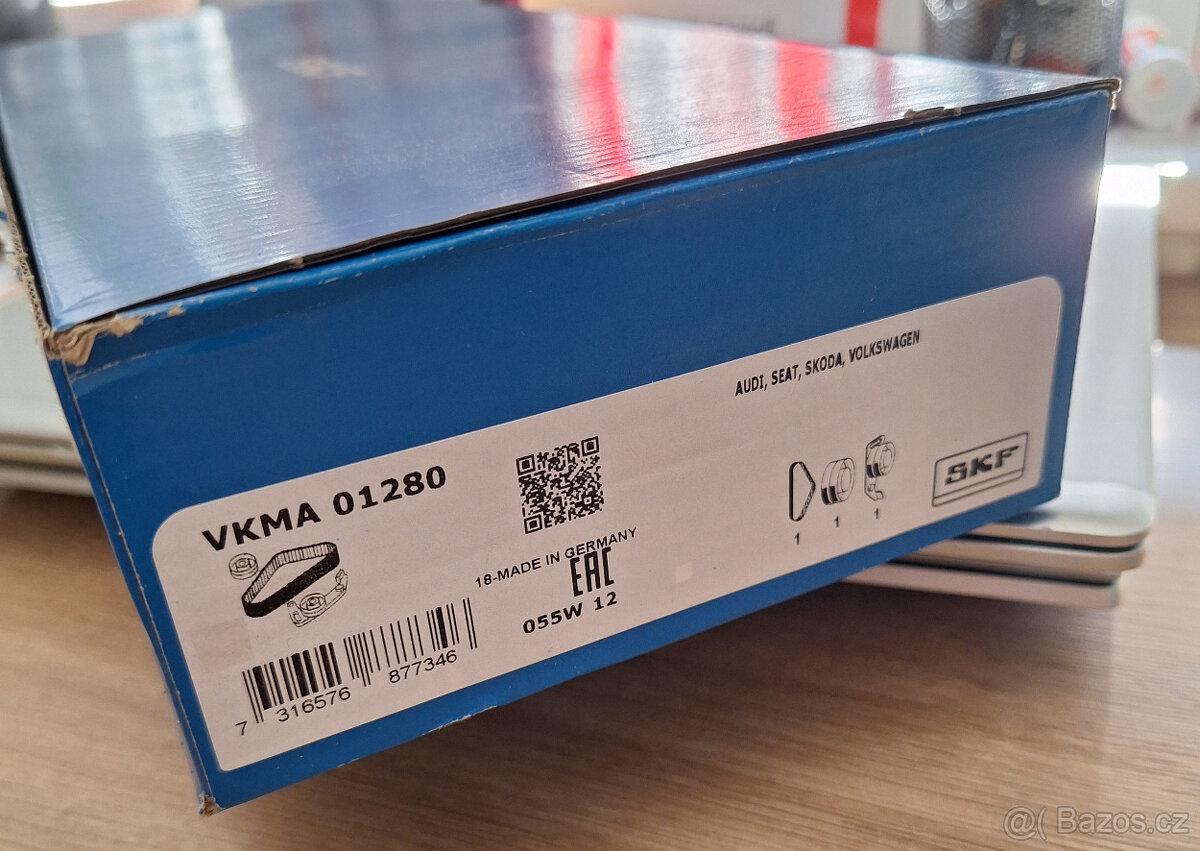 AUDI, SEAT, SKODA, VOLKSWAGEN
VKMA 01280
SKF
1 1 1
18-MADE IN GERMANY
EAC
055W 12
7 316576 877346
@( Bazos.cz